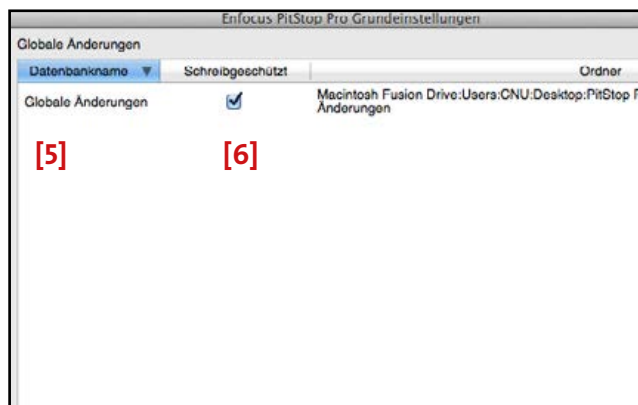 Enfocus PitStop Pro Grundeinstellungen
Globale Änderungen
Datenbankname Schreibgeschützt Ordner
Globale Änderungen Macintosh Fusion Drive:Users:CNU:Desktop:PitStop
Änderungen
[5] [6]